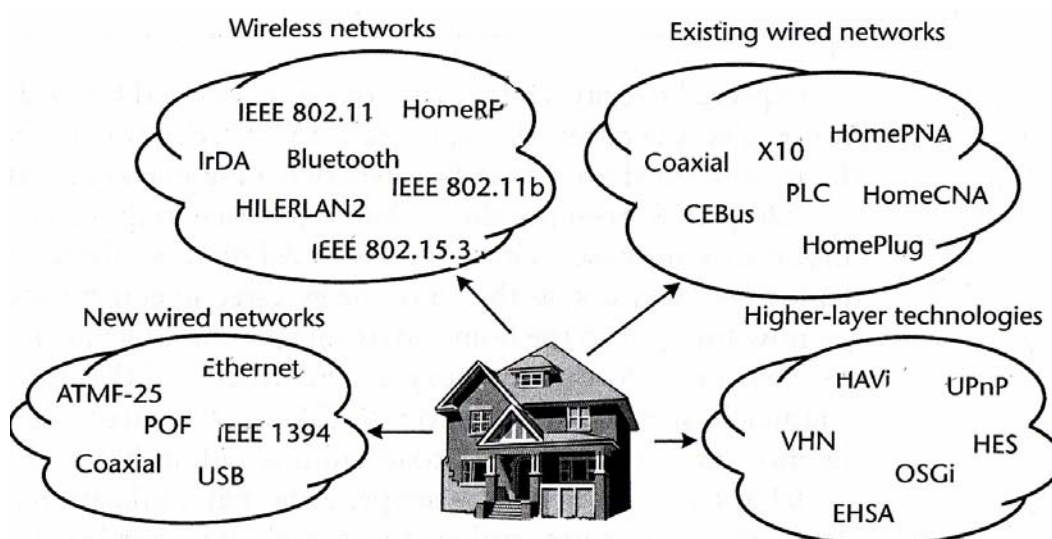 Wireless networks
IEEE 802.11
HomeRF
IrDA
Bluetooth
IEEE 802.11b
HILERLAN2
IEEE 802.15.3
Existing wired networks
HomePNA
X10
Coaxial
PLC
HomeCNA
CEBus
HomePlug
New wired networks
Ethernet
ATMF-25
POF
IEEE 1394
Coaxial
USB
Higher-layer technologies
HAVi
UPnP
VHN
HES
OSGi
EHSA